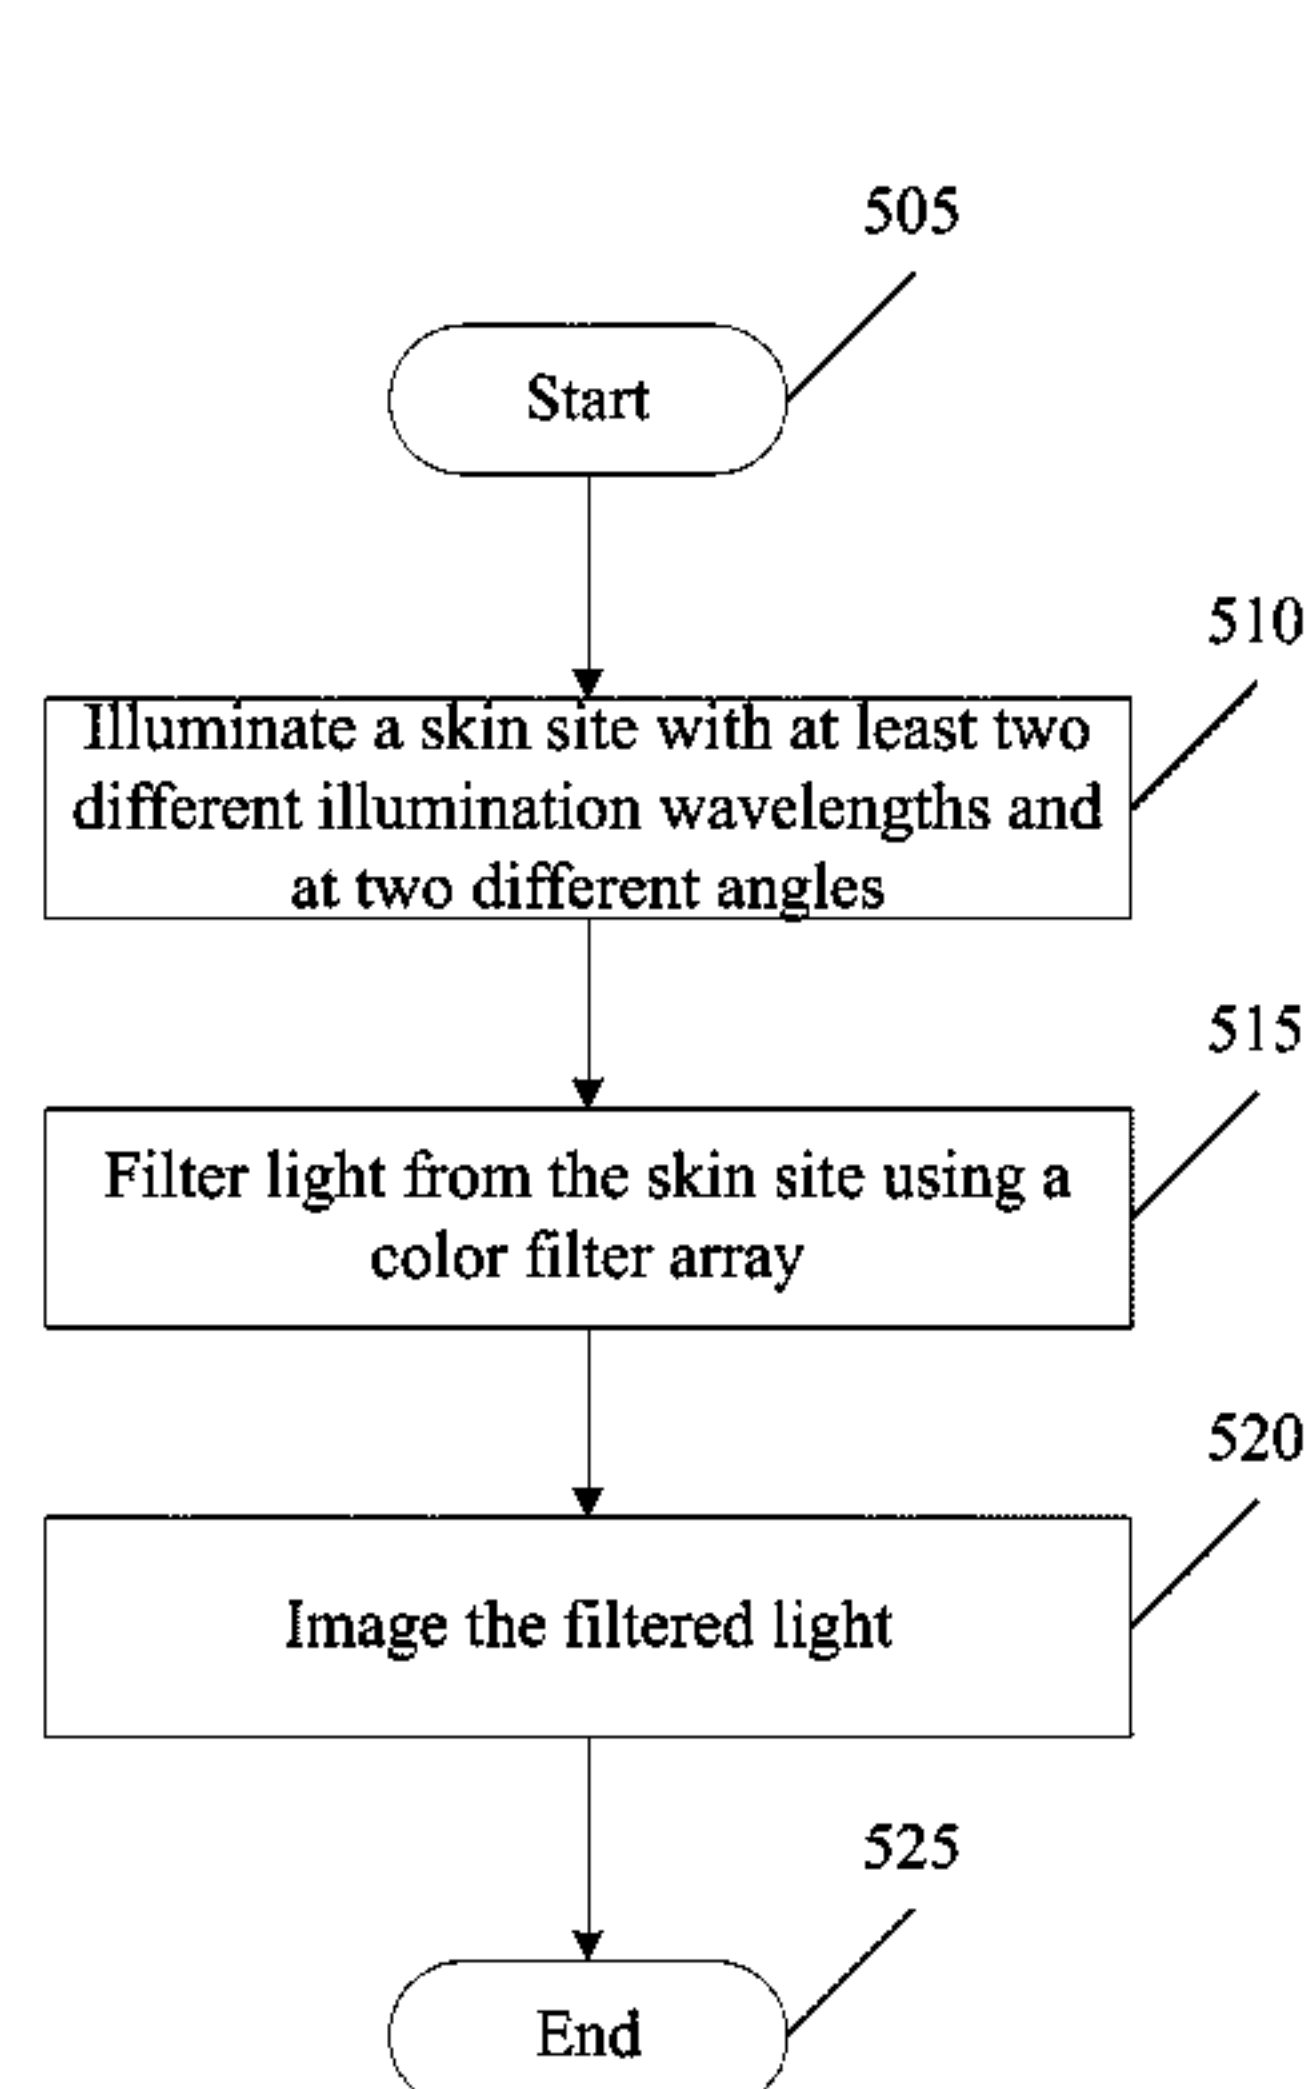 505
Start
510
Illuminate a skin site with at least two
different illumination wavelengths and
at two different angles
515
Filter light from the skin site using a
color filter array
520
Image the filtered light
525
End